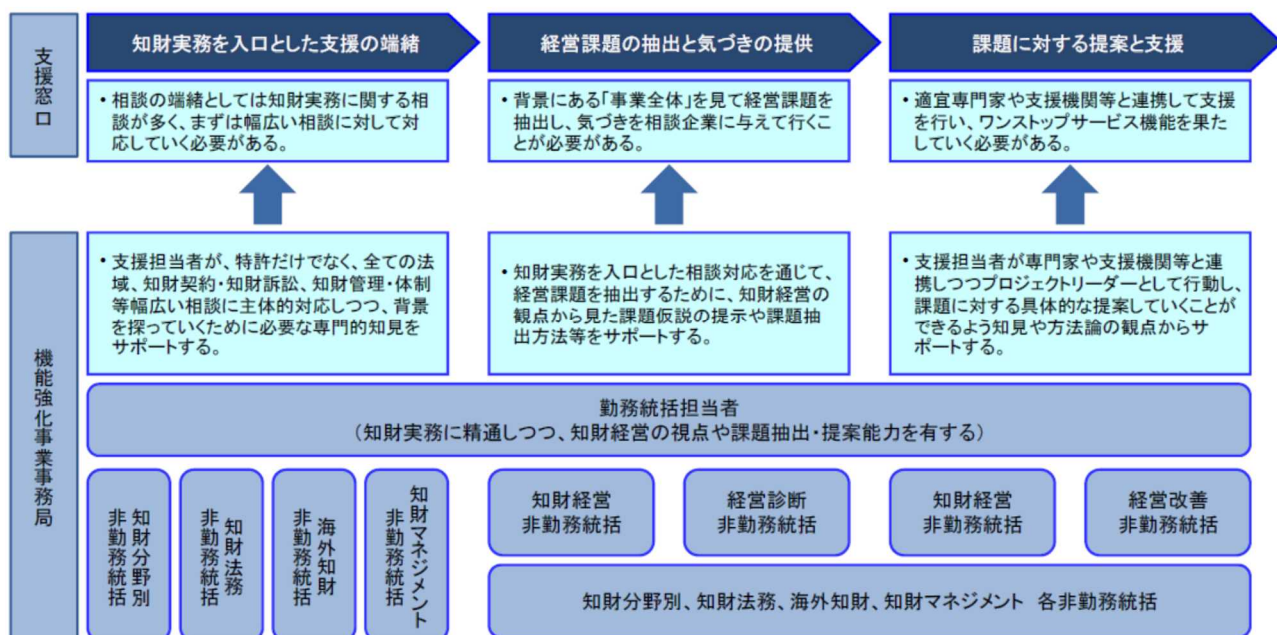 支援窓口
知財実務を入口とした支援の端緒
経営課題の抽出と気づきの提供
課題に対する提案と支援
・相談の端緒としては知財実務に関する相
談が多く、まずは幅広い相談に対して対
応していく必要がある。
・背景にある「事業全体」を見て経営課題を
抽出し、気づきを相談企業に与えて行くこ
とが必要がある。
・適宜専門家や支援機関等と連携して支援
を行い、ワンストップサービス機能を果た
していく必要がある。
機能強化事業事務局
・支援担当者が、特許だけでなく、全ての法
域、知財契約・知財訴訟、知財管理・体制
等幅広い相談に主体的対応しつつ、背景
を探っていくために必要な専門的知見を
サポートする。
・知財実務を入口とした相談対応を通じて、
経営課題を抽出するために、知財経営の
観点から見た課題仮説の提示や課題抽
出方法等をサポートする。
・支援担当者が専門家や支援機関等と連
携しつつプロジェクトリーダーとして行動し、
課題に対する具体的な提案していくことが
できるよう知見や方法論の観点からサ
ポートする。
勤務統括担当者
（知財実務に精通しつつ、知財経営の視点や課題抽出・提案能力を有する）
知財分野別
非勤務統括
知財法務
非勤務統括
海外知財
非勤務統括
知財マネジメント
非勤務統括
知財経営
非勤務統括
経営診断
非勤務統括
知財経営
非勤務統括
経営改善
非勤務統括
知財分野別、知財法務、海外知財、知財マネジメント 各非勤務統括